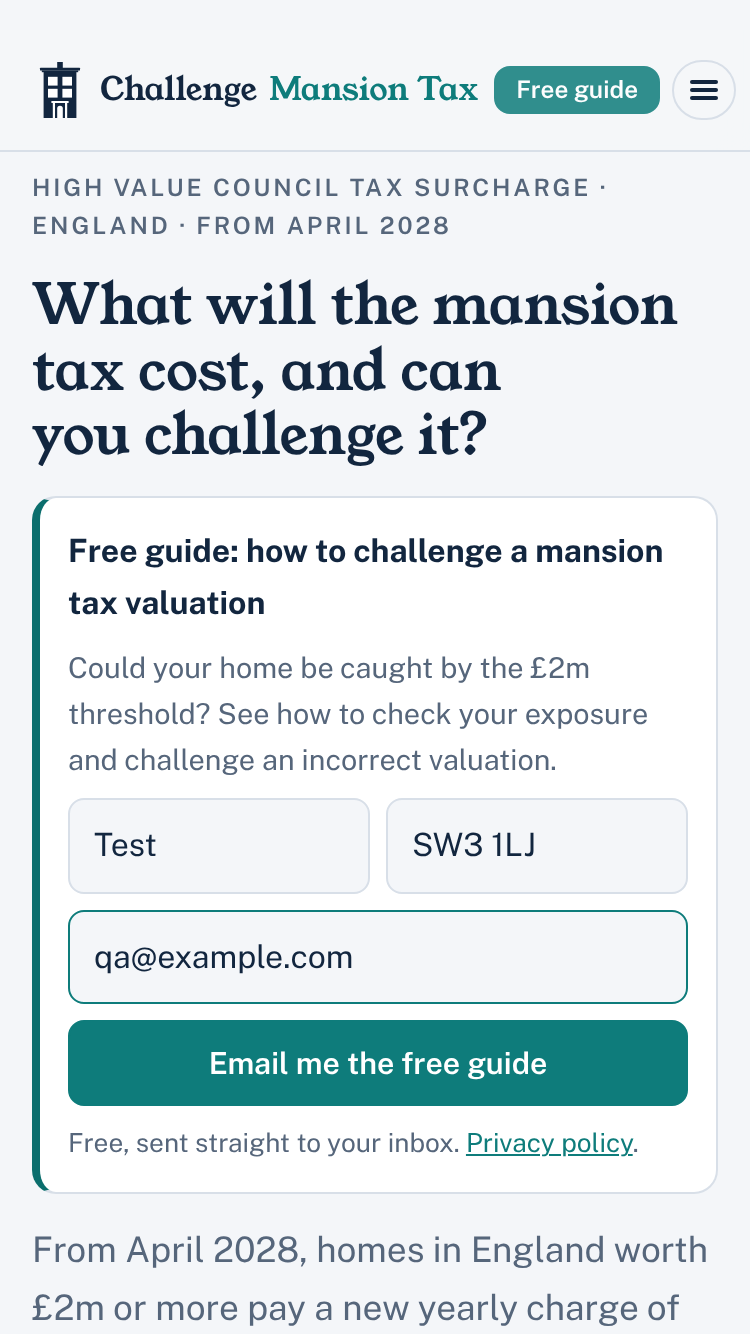 Challenge Mansion Tax Free guide
HIGH VALUE COUNCIL TAX SURCHARGE ·
ENGLAND · FROM APRIL 2028
What will the mansion
tax cost, and can
you challenge it?
Free guide: how to challenge a mansion
tax valuation
Could your home be caught by the £2m
threshold? See how to check your exposure
and challenge an incorrect valuation.
Test SW3 1LJ
qa@example.com
Email me the free guide
Free, sent straight to your inbox. Privacy policy.
From April 2028, homes in England worth
£2m or more pay a new yearly charge of